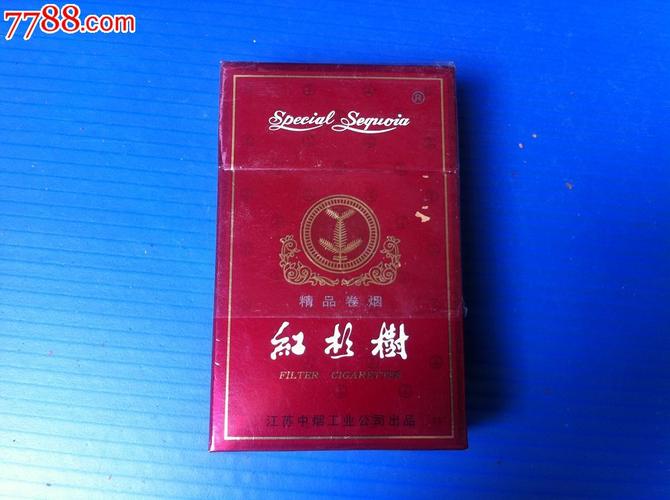 7788.com
Special Sequoia ®
精品卷烟
紅杉樹
FILTER CIGARETTES
江苏中烟工业公司出品